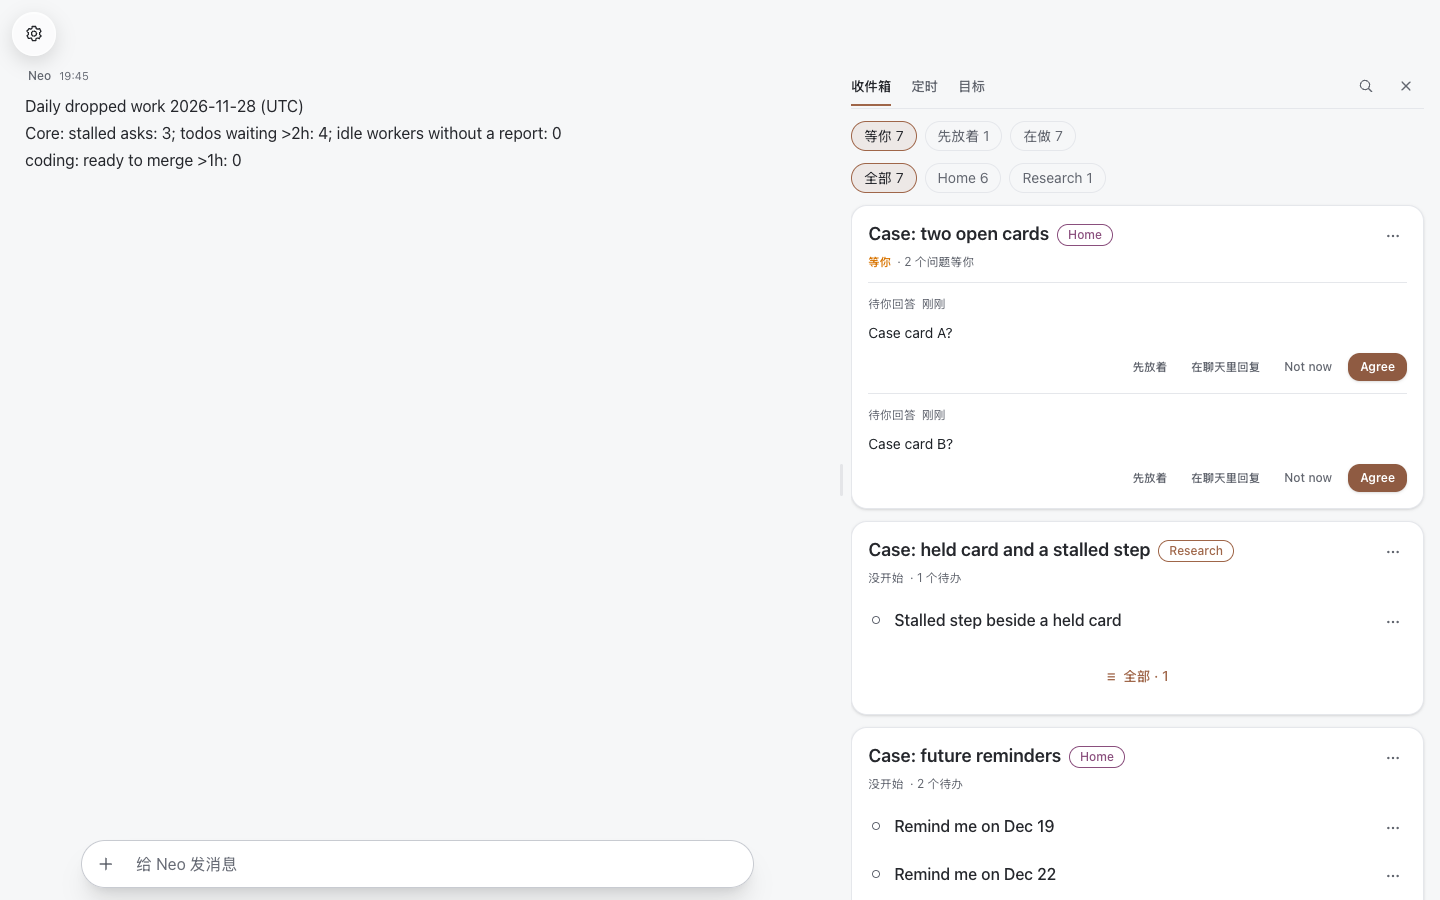 Neo 19:45
Daily dropped work 2026-11-28 (UTC)
Core: stalled asks: 3; todos waiting >2h: 4; idle workers without a report: 0
coding: ready to merge >1h: 0
给 Neo 发消息
收件箱 定时 目标
等你 7 先放着 1 在做 7
全部 7 Home 6 Research 1
Case: two open cards Home
等你 · 2 个问题等你
待你回答 刚刚
Case card A?
先放着 在聊天里回复 Not now Agree
待你回答 刚刚
Case card B?
先放着 在聊天里回复 Not now Agree
Case: held card and a stalled step Research
没开始 · 1 个待办
Stalled step beside a held card
全部 · 1
Case: future reminders Home
没开始 · 2 个待办
Remind me on Dec 19
Remind me on Dec 22